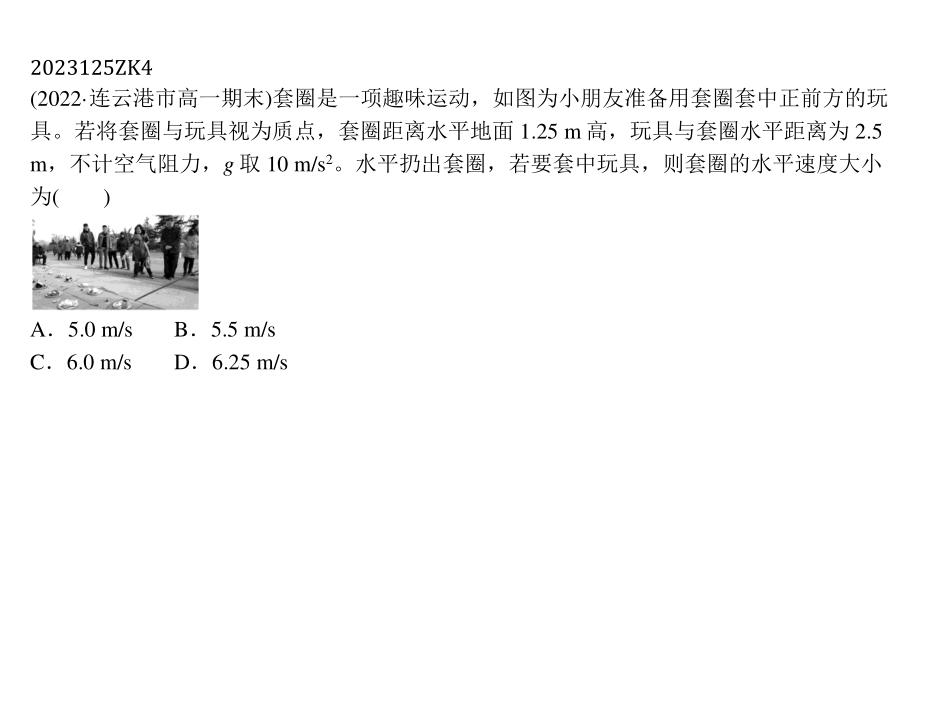 2023125ZK4
(2022·连云港市高一期末)套圈是一项趣味运动，如图为小朋友准备用套圈套中正前方的玩
具。若将套圈与玩具视为质点，套圈距离水平地面 1.25 m 高，玩具与套圈水平距离为 2.5
m，不计空气阻力，g 取 10 m/s²。水平扔出套圈，若要套中玩具，则套圈的水平速度大小
为(　　)
A．5.0 m/s　　B．5.5 m/s
C．6.0 m/s　　D．6.25 m/s